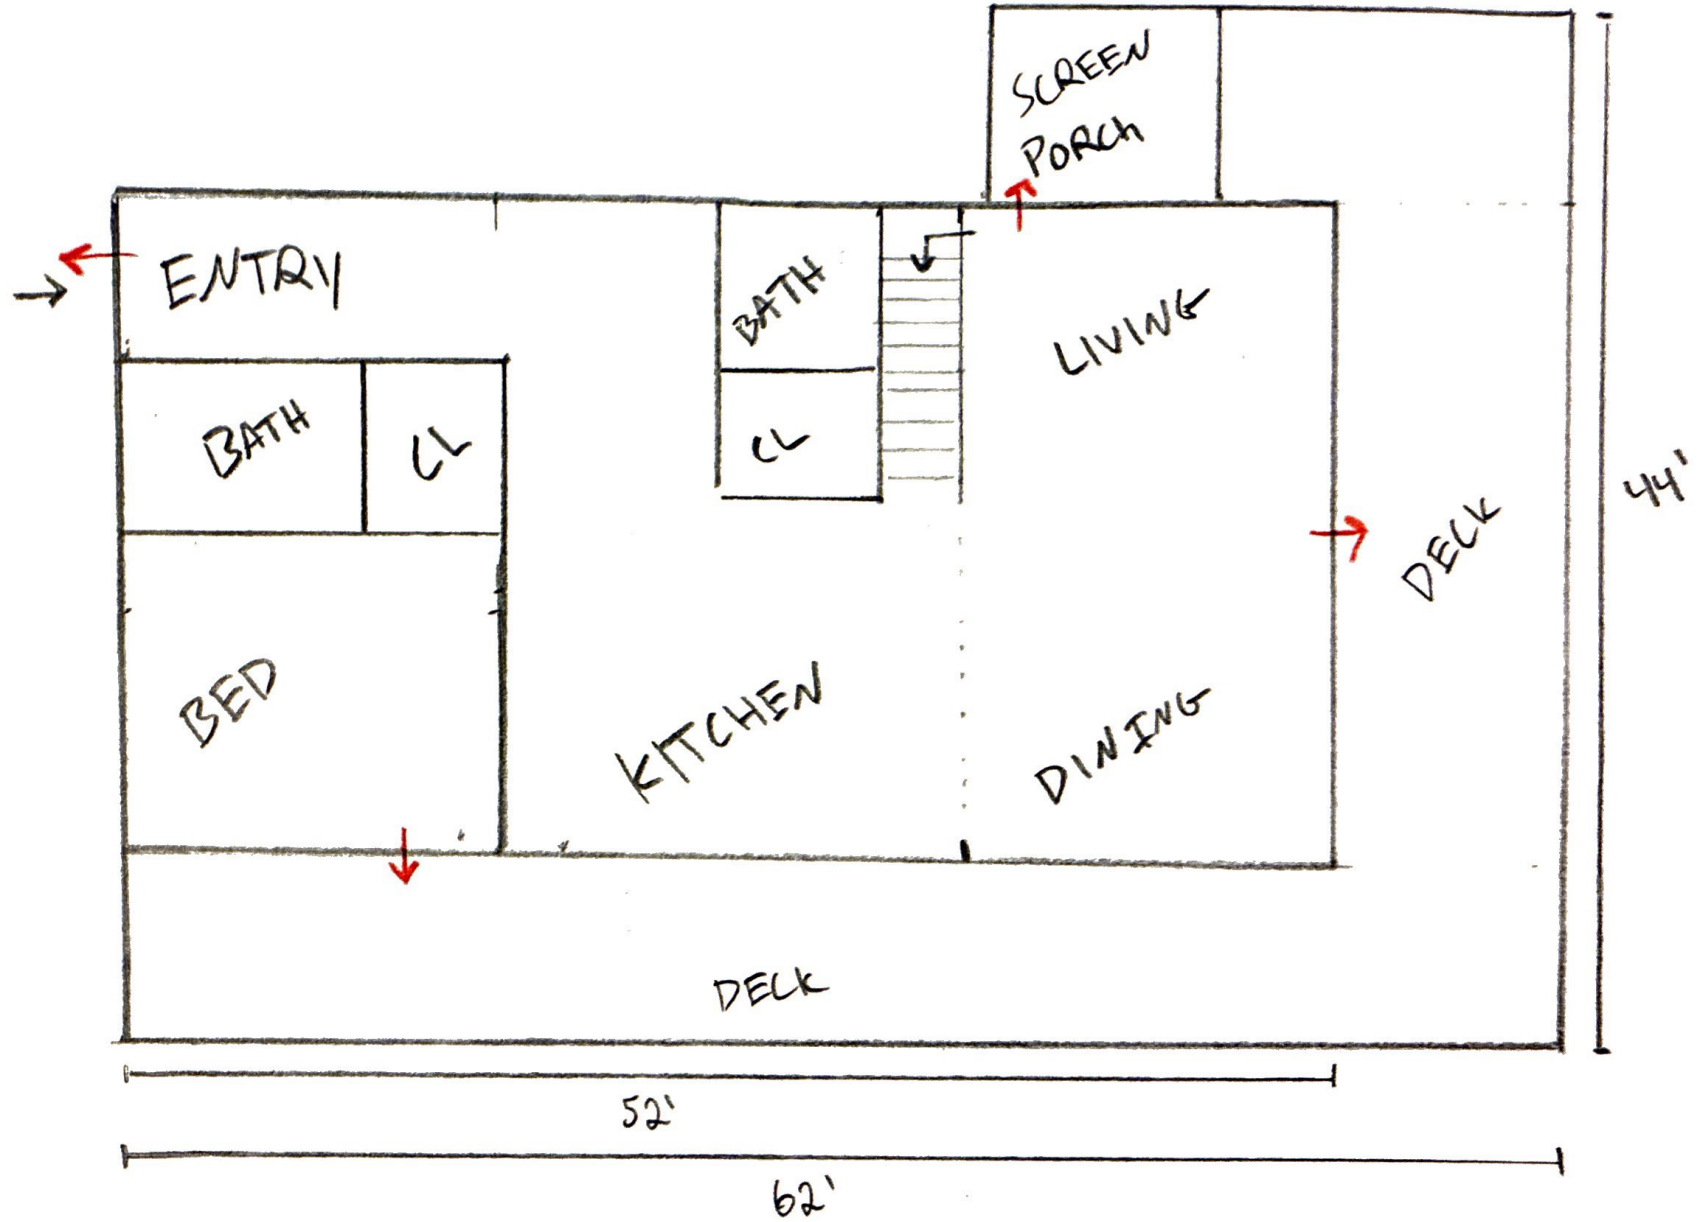 SCREEN
PORCH
ENTRY
BATH
LIVING
BATH
CL
CL
44'
DECK
BED
KITCHEN
DINING
DECK
52'
62'